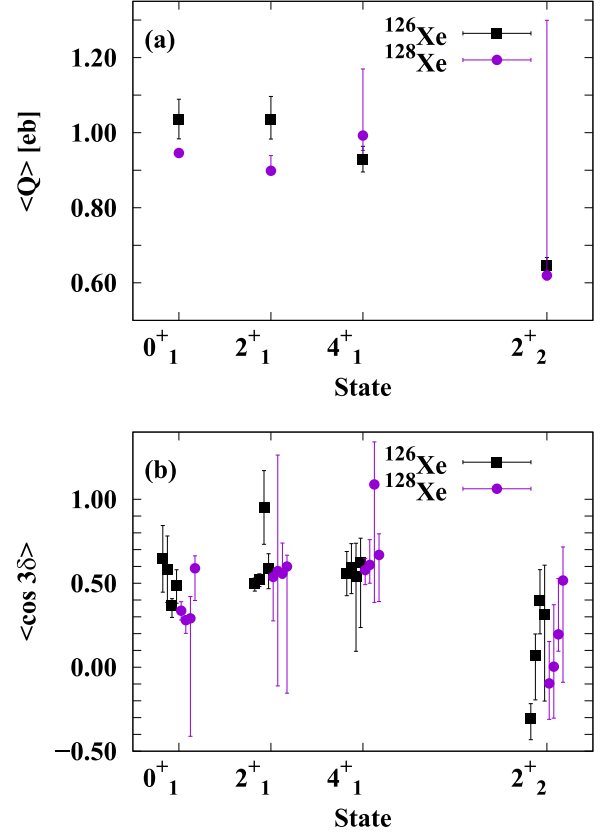 (a)
¹²⁶Xe
¹²⁸Xe
1.20
1.00
0.80
0.60
<Q> [eb]
0⁺₁ 2⁺₁ 4⁺₁ 2⁺₂
State
(b)
¹²⁶Xe
¹²⁸Xe
1.00
0.50
0.00
−0.50
<cos 3δ>
0⁺₁ 2⁺₁ 4⁺₁ 2⁺₂
State